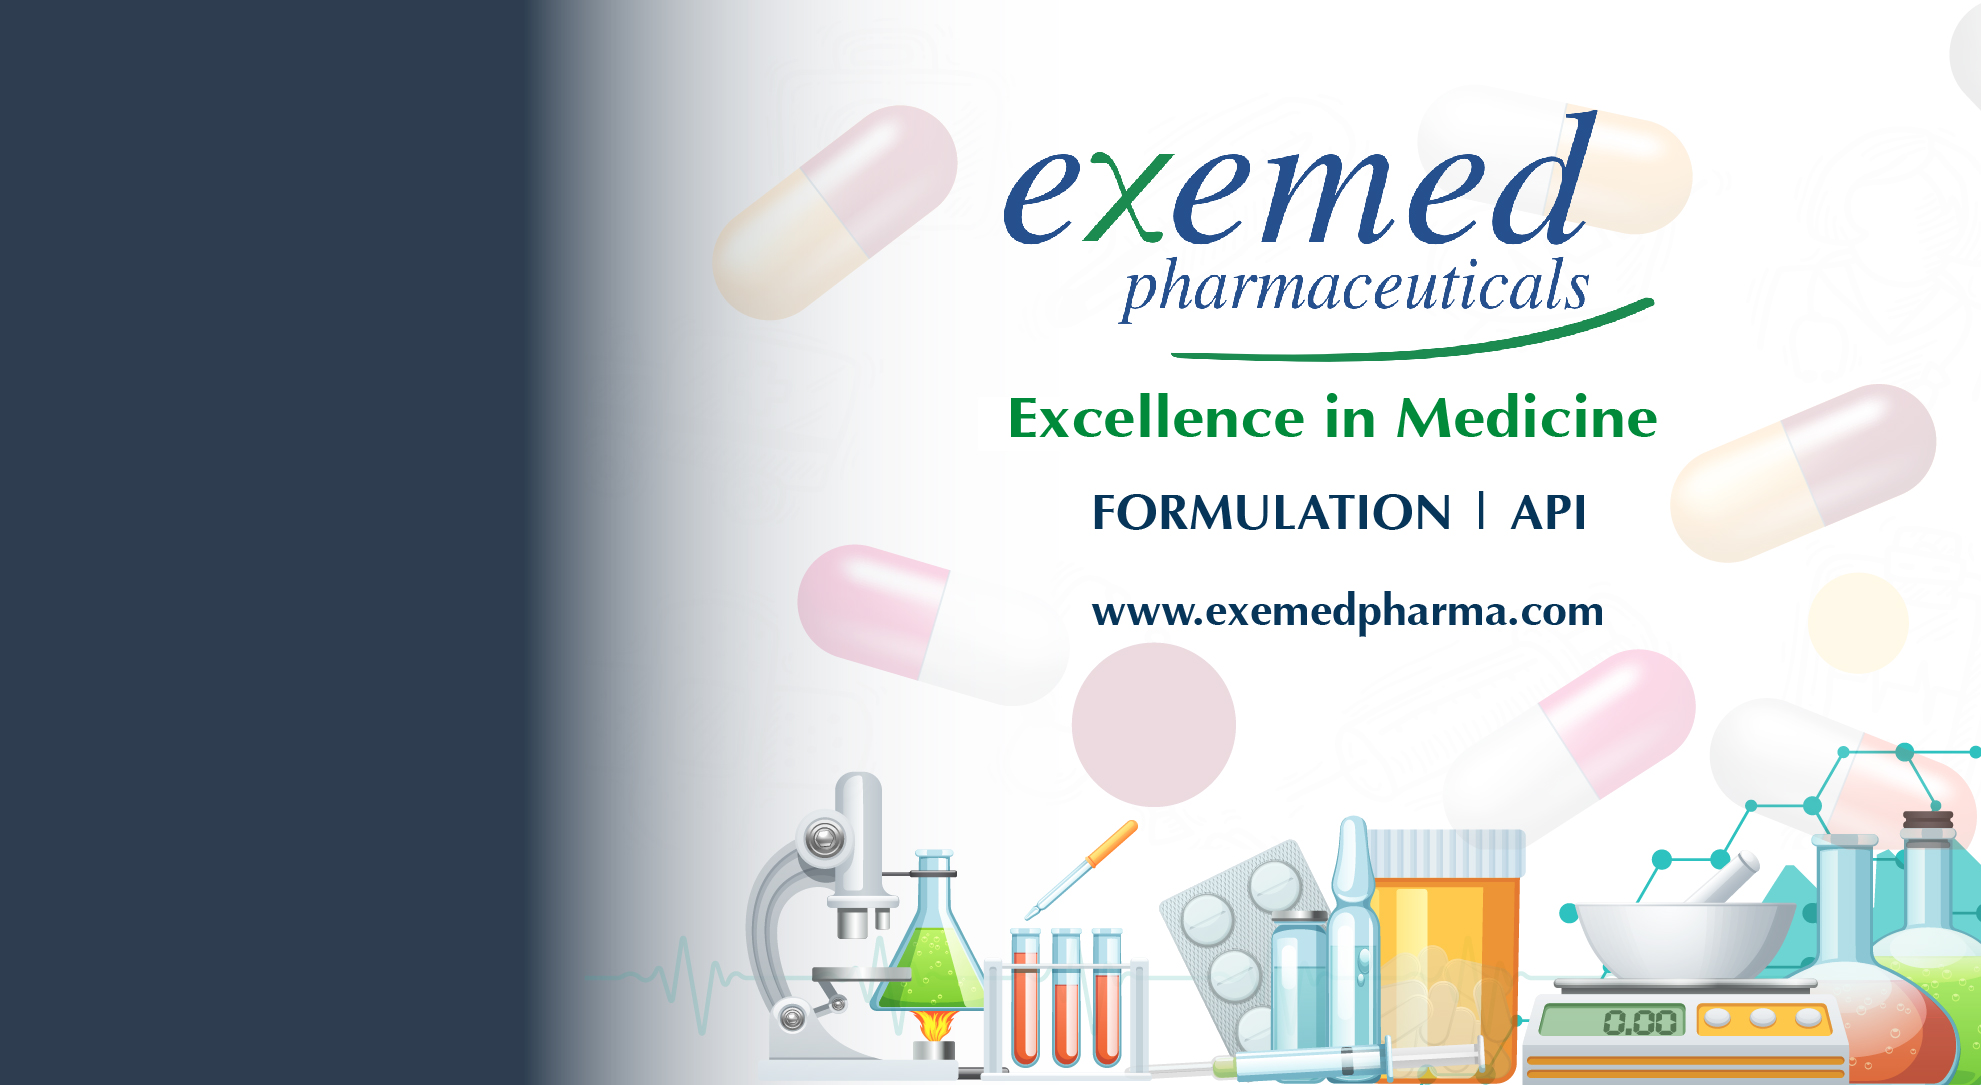 exemed
pharmaceuticals
Excellence in Medicine
FORMULATION | API
www.exemedpharma.com
0.00